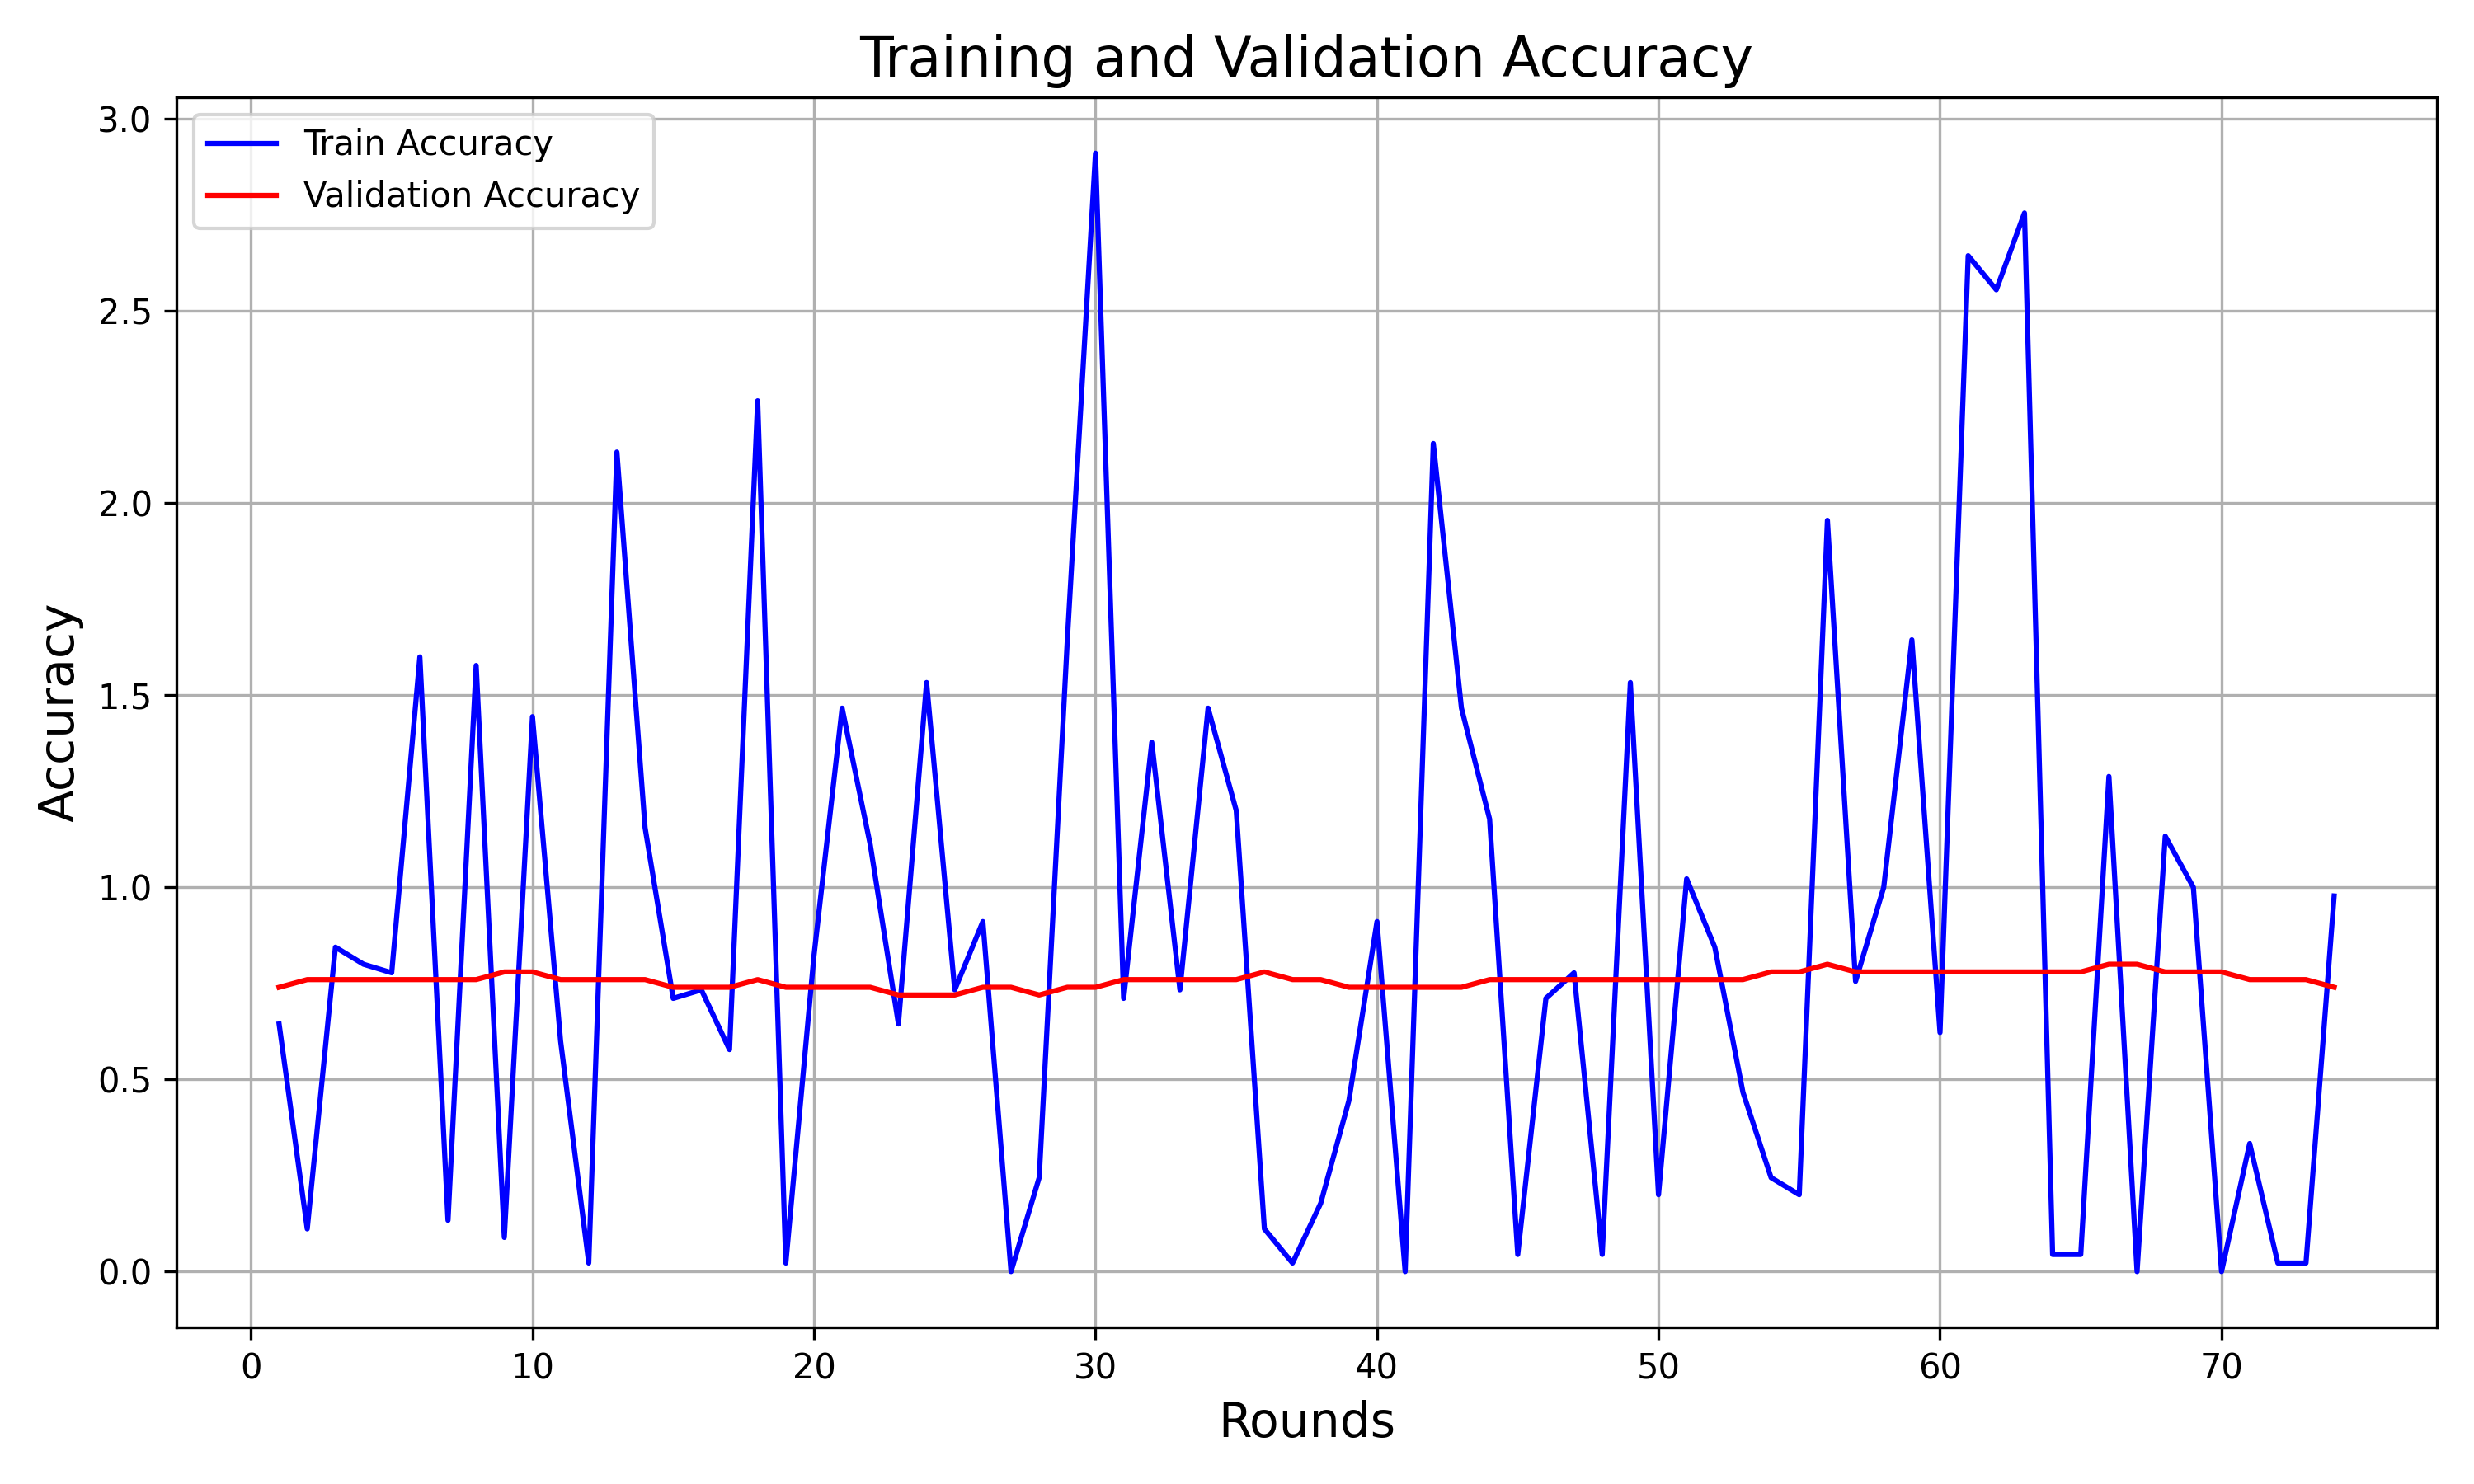 Training and Validation Accuracy
3.0
2.5
2.0
1.5
1.0
0.5
0.0
Train Accuracy
Validation Accuracy
Accuracy
0 10 20 30 40 50 60 70
Rounds